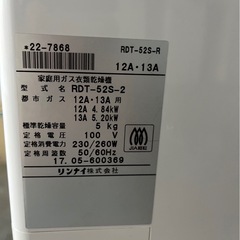 *22-7868
RDT-52S-R
12A・13A
家庭用ガス衣類乾燥機
型式名 RDT-52S-2
都市ガス 12A・13A 用
12A 4.84kW
13A 5.20kW
標準乾燥容量 5 kg
定格電圧 100 V
定格消費電力 230/260W
定格周波数 50/60Hz
17.05-600369
リンナイ株式会社